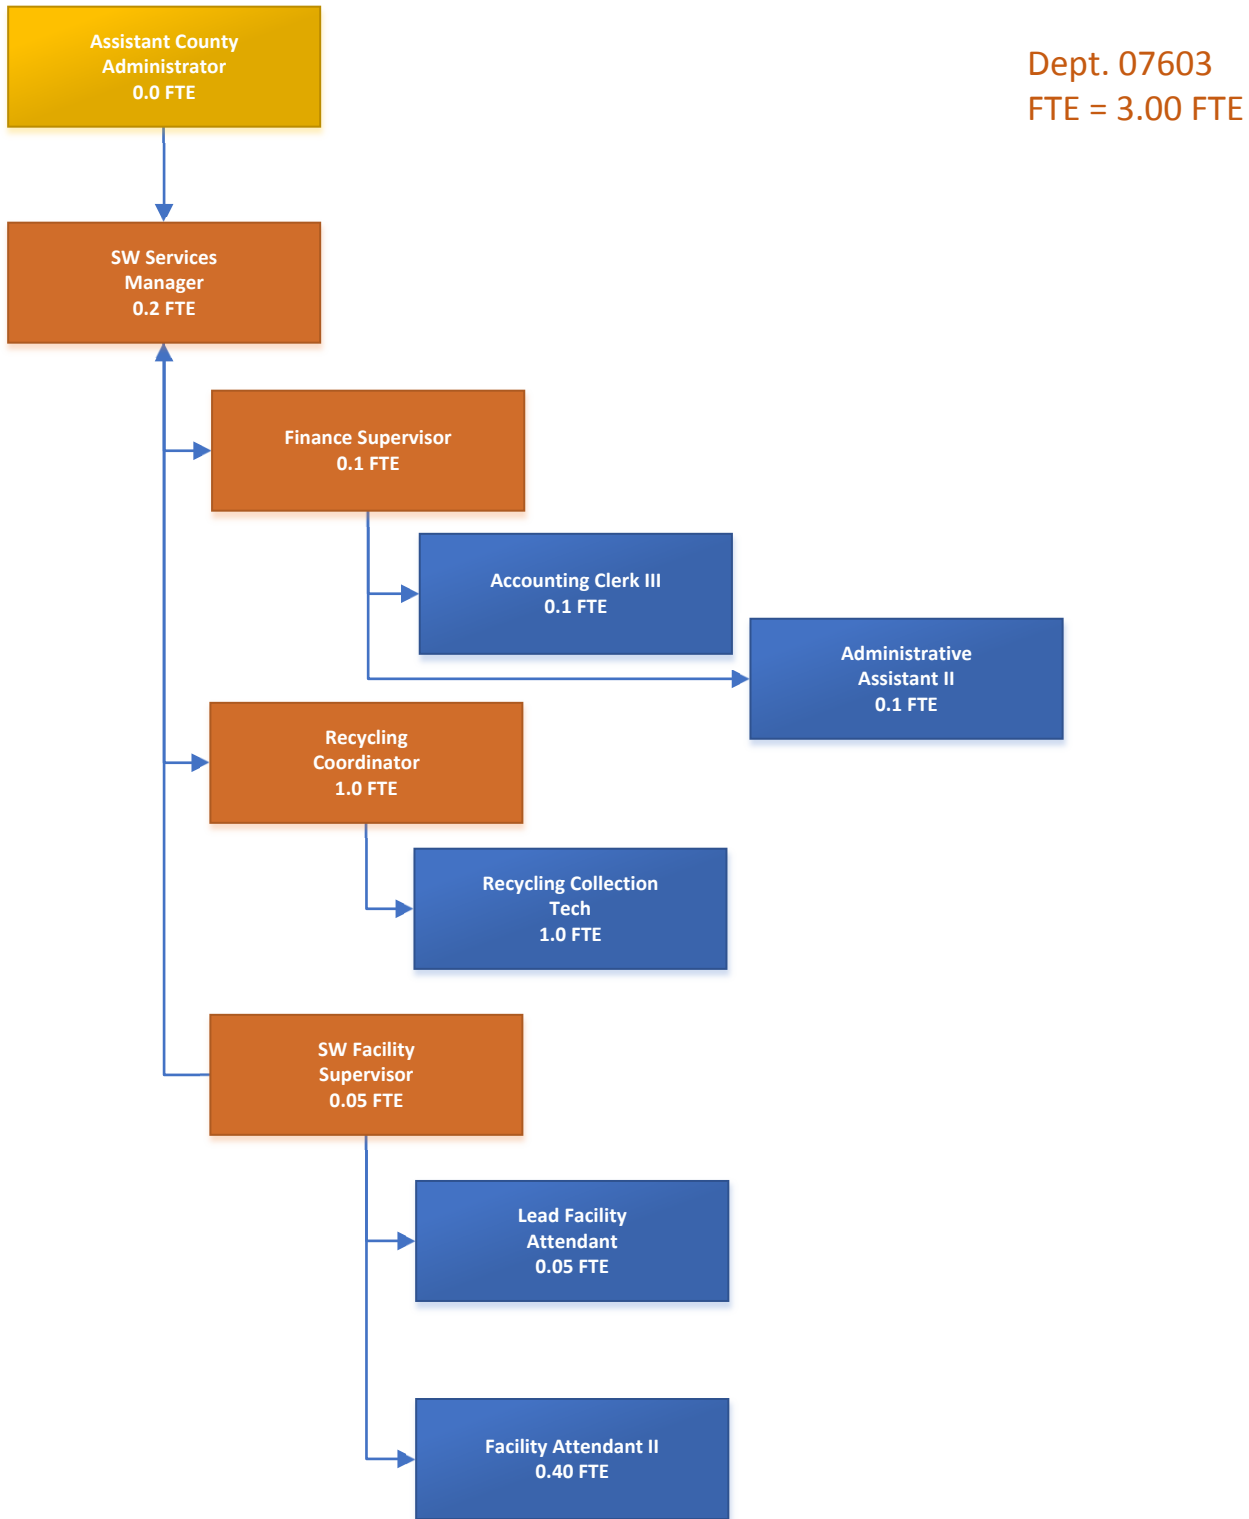 Assistant County
Administrator
0.0 FTE
Dept. 07603
FTE = 3.00 FTE
SW Services
Manager
0.2 FTE
Finance Supervisor
0.1 FTE
Accounting Clerk III
0.1 FTE
Administrative
Assistant II
0.1 FTE
Recycling
Coordinator
1.0 FTE
Recycling Collection
Tech
1.0 FTE
SW Facility
Supervisor
0.05 FTE
Lead Facility
Attendant
0.05 FTE
Facility Attendant II
0.40 FTE